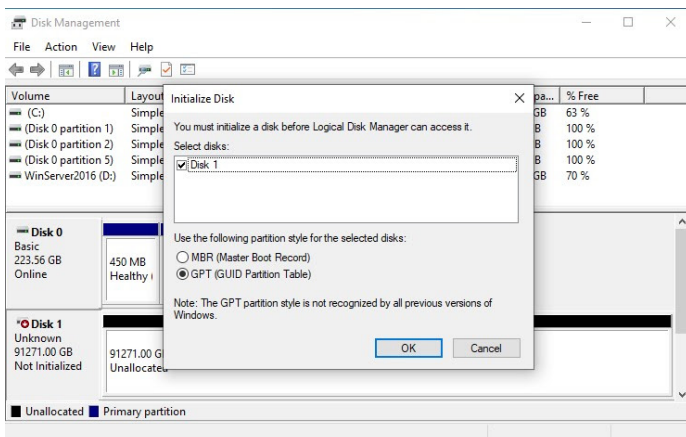 Disk Management
File Action View Help
Volume Layou pa... % Free
(C:) Simple GB 63 %
(Disk 0 partition 1) Simple B 100 %
(Disk 0 partition 2) Simple B 100 %
(Disk 0 partition 5) Simple B 100 %
WinServer2016 (D:) Simple GB 70 %
Initialize Disk
You must initialize a disk before Logical Disk Manager can access it.
Select disks:
Disk 1
Use the following partition style for the selected disks:
MBR (Master Boot Record)
GPT (GUID Partition Table)
Note: The GPT partition style is not recognized by all previous versions of
Windows.
OK Cancel
Disk 0
Basic
223.56 GB
Online
450 MB
Healthy (
Disk 1
Unknown
91271.00 GB
Not Initialized
91271.00 G
Unallocated
Unallocated Primary partition